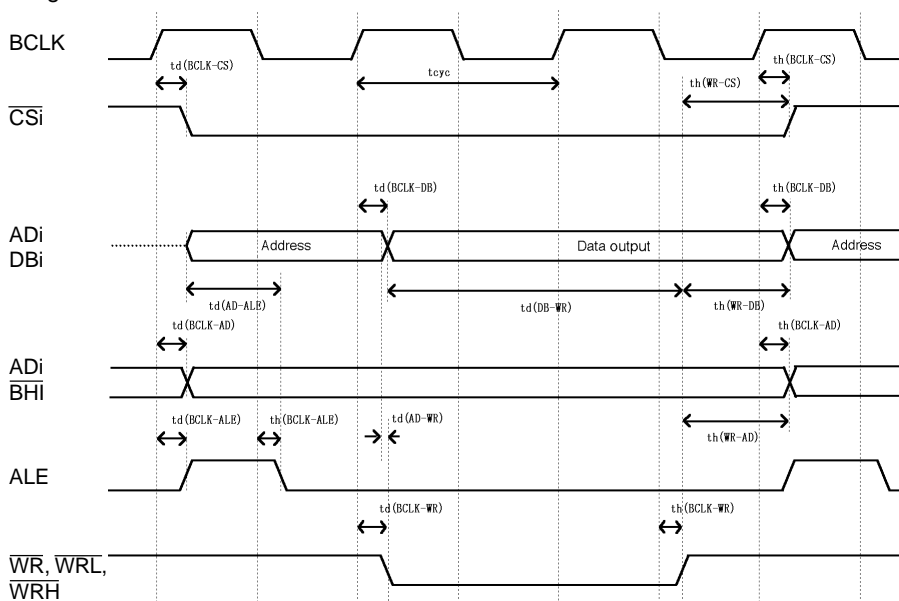 BCLK
td(BCLK-CS)
tcyc
th(BCLK-CS)
th(WR-CS)
CSi
td(BCLK-DB)
th(BCLK-DB)
ADi
DBi
Address
Data output
Address
td(AD-ALE)
td(DB-WR)
th(WR-DB)
td(BCLK-AD)
th(BCLK-AD)
ADi
BHI
td(BCLK-ALE)
th(BCLK-ALE)
td(AD-WR)
th(WR-AD)
ALE
td(BCLK-WR)
th(BCLK-WR)
WR, WRL,
WRH